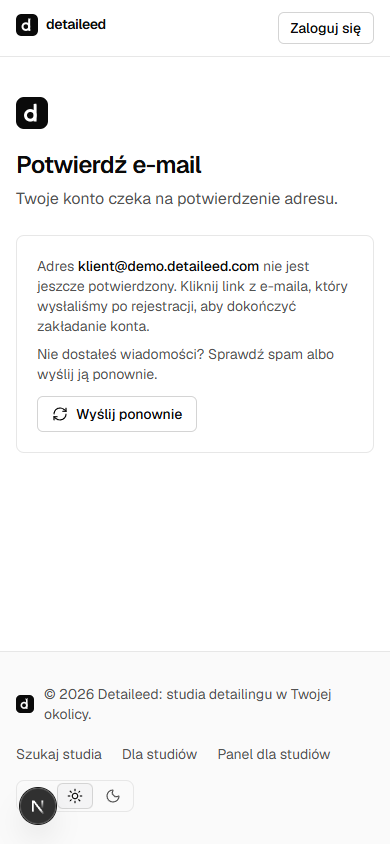 d detaileed
Zaloguj się
d
Potwierdź e-mail
Twoje konto czeka na potwierdzenie adresu.
Adres klient@demo.detaileed.com nie jest
jeszcze potwierdzony. Kliknij link z e-maila, który
wysłaliśmy po rejestracji, aby dokończyć
zakładanie konta.
Nie dostałeś wiadomości? Sprawdź spam albo
wyślij ją ponownie.
Wyślij ponownie
d © 2026 Detaileed: studia detailingu w Twojej
okolicy.
Szukaj studia Dla studiów Panel dla studiów
N